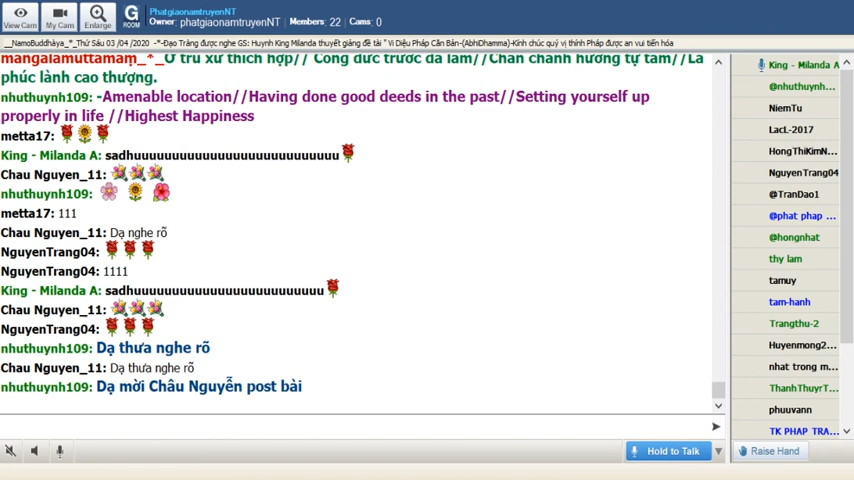 PhatgiaonamtruyenNT
Owner: phatgiaonamtruyenNT | Members: 22 | Cams: 0
View Cam
My Cam
Enlarge
G ROOM
__NamoBuddhàya_*_Thứ Sáu 03 /04 /2020 -*-Đạo Tràng được nghe GS: Huynh King Milanda thuyết giảng đề tài " Vi Diệu Pháp Căn Bản-(AbhiDhamma)-Kính chúc quý vị thính Pháp được an vui tiến hóa
mangalamuttamaṃ_*_Ở trú xứ thích hợp// Công đức trước đã làm//Chân chánh hướng tự tâm//Là
phúc lành cao thượng.
nhuthuynh109: -Amenable location//Having done good deeds in the past//Setting yourself up
properly in life //Highest Happiness
metta17:
King - Milanda A: sadhuuuuuuuuuuuuuuuuuuuuuuuuuuu
Chau Nguyen_11:
nhuthuynh109:
metta17: 111
Chau Nguyen_11: Dạ nghe rõ
NguyenTrang04:
NguyenTrang04: 1111
King - Milanda A: sadhuuuuuuuuuuuuuuuuuuuuuuuuu
Chau Nguyen_11:
NguyenTrang04:
nhuthuynh109: Dạ thưa nghe rõ
Chau Nguyen_11: Dạ thưa nghe rõ
nhuthuynh109: Dạ mời Châu Nguyễn post bài
King - Milanda A
@nhuthuynh...
NiemTu
LacL-2017
HongThiKimN...
NguyenTrang04
@TranDao1
@phat phap ...
@hongnhat
thy lam
tamuy
tam-hanh
Trangthu-2
Huyenmong2...
nhat trong m...
ThanhThuyrT...
phuuvann
TK PHAP TRA...
Hold to Talk
Raise Hand